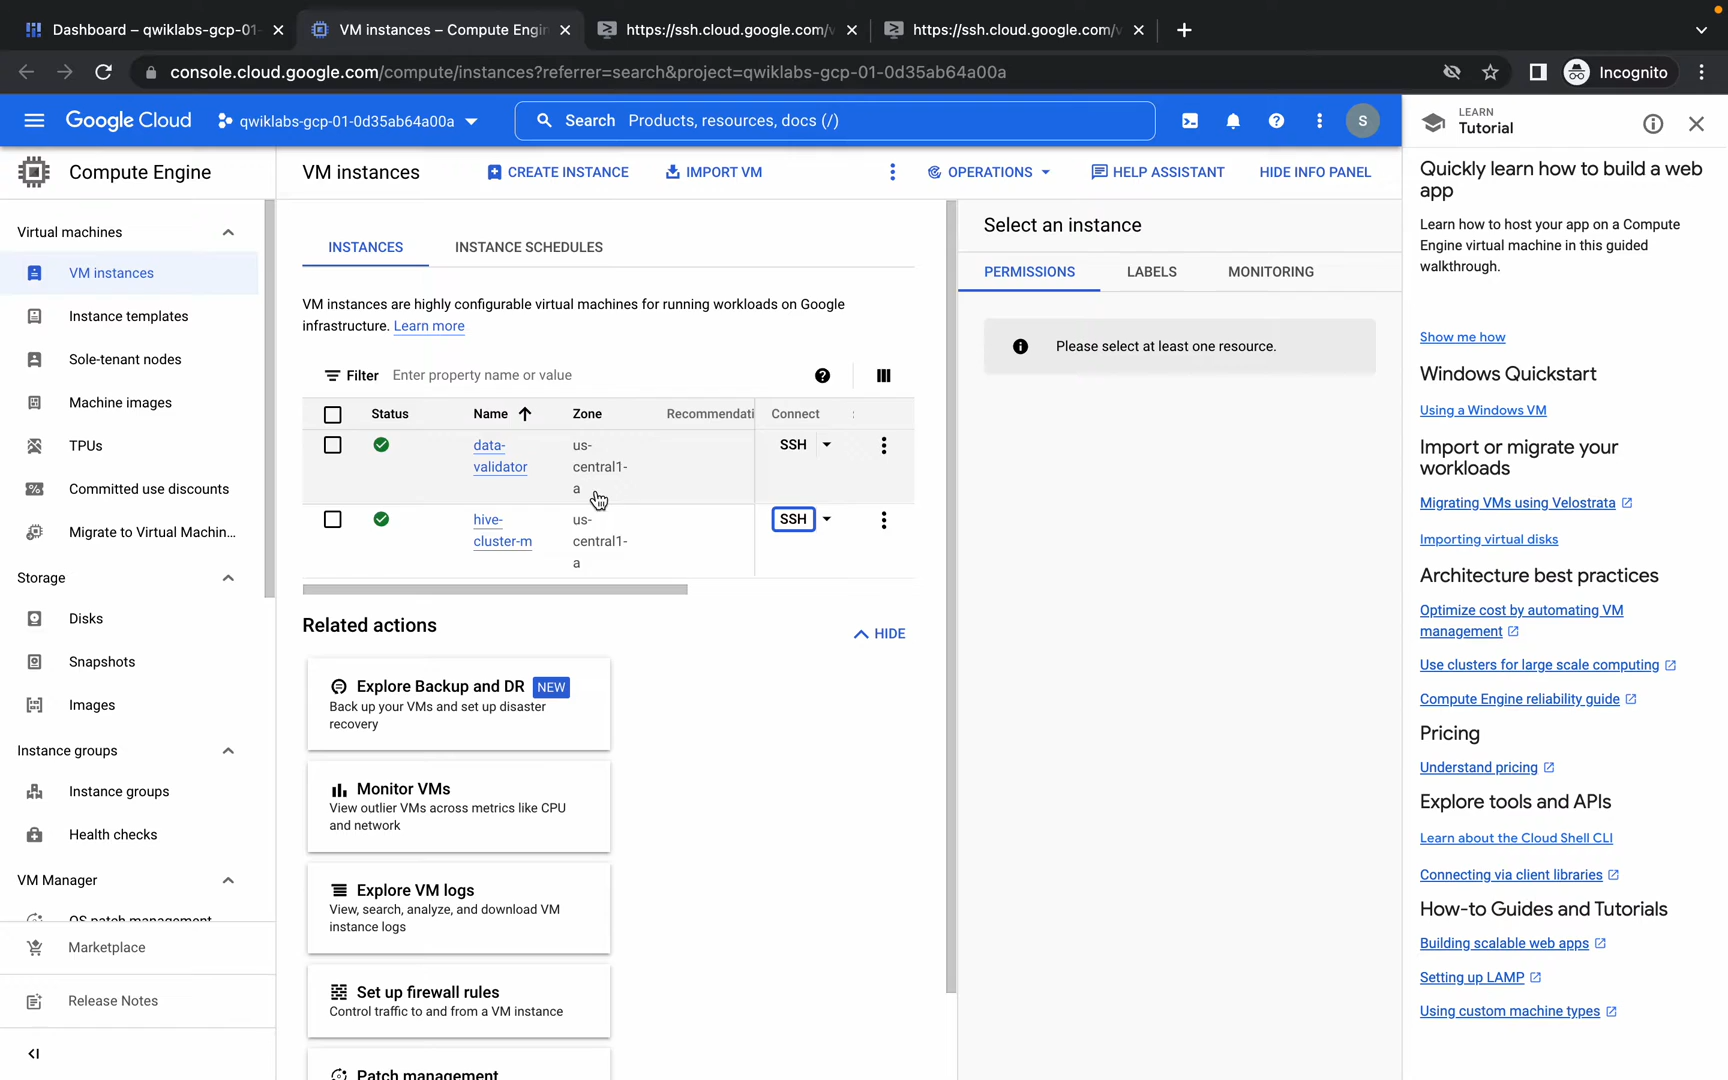 Dashboard – qwiklabs-gcp-01-
VM instances – Compute Engin
https://ssh.cloud.google.com/v
https://ssh.cloud.google.com/v
console.cloud.google.com/compute/instances?referrer=search&project=qwiklabs-gcp-01-0d35ab64a00a
Incognito
Google Cloud
qwiklabs-gcp-01-0d35ab64a00a
Search Products, resources, docs (/)
S
LEARN
Tutorial
Compute Engine
VM instances
CREATE INSTANCE
IMPORT VM
OPERATIONS
HELP ASSISTANT
HIDE INFO PANEL
Virtual machines
VM instances
Instance templates
Sole-tenant nodes
Machine images
TPUs
Committed use discounts
Migrate to Virtual Machin...
Storage
Disks
Snapshots
Images
Instance groups
Instance groups
Health checks
VM Manager
OS patch management
Marketplace
Release Notes
INSTANCES
INSTANCE SCHEDULES
VM instances are highly configurable virtual machines for running workloads on Google
infrastructure. Learn more
Filter Enter property name or value
Status
Name
Zone
Recommendati
Connect
data-
validator
us-
central1-
a
SSH
hive-
cluster-m
us-
central1-
a
SSH
Related actions
HIDE
Explore Backup and DR NEW
Back up your VMs and set up disaster
recovery
Monitor VMs
View outlier VMs across metrics like CPU
and network
Explore VM logs
View, search, analyze, and download VM
instance logs
Set up firewall rules
Control traffic to and from a VM instance
Patch management
Select an instance
PERMISSIONS
LABELS
MONITORING
Please select at least one resource.
Quickly learn how to build a web
app
Learn how to host your app on a Compute
Engine virtual machine in this guided
walkthrough.
Show me how
Windows Quickstart
Using a Windows VM
Import or migrate your
workloads
Migrating VMs using Velostrata
Importing virtual disks
Architecture best practices
Optimize cost by automating VM
management
Use clusters for large scale computing
Compute Engine reliability guide
Pricing
Understand pricing
Explore tools and APIs
Learn about the Cloud Shell CLI
Connecting via client libraries
How-to Guides and Tutorials
Building scalable web apps
Setting up LAMP
Using custom machine types